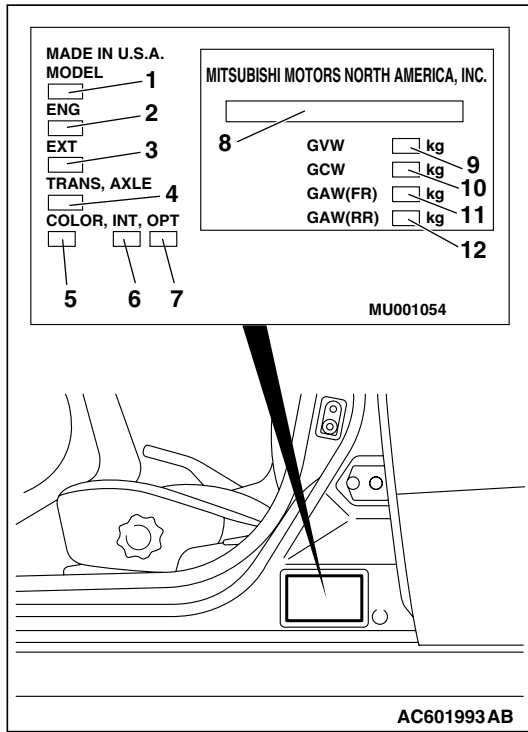 MADE IN U.S.A.
MODEL
1
ENG
2
EXT
3
TRANS, AXLE
4
COLOR, INT, OPT
5 6 7
MITSUBISHI MOTORS NORTH AMERICA, INC.
8
GVW kg
9
GCW kg
10
GAW(FR) kg
11
GAW(RR) kg
12
MU001054
AC601993AB